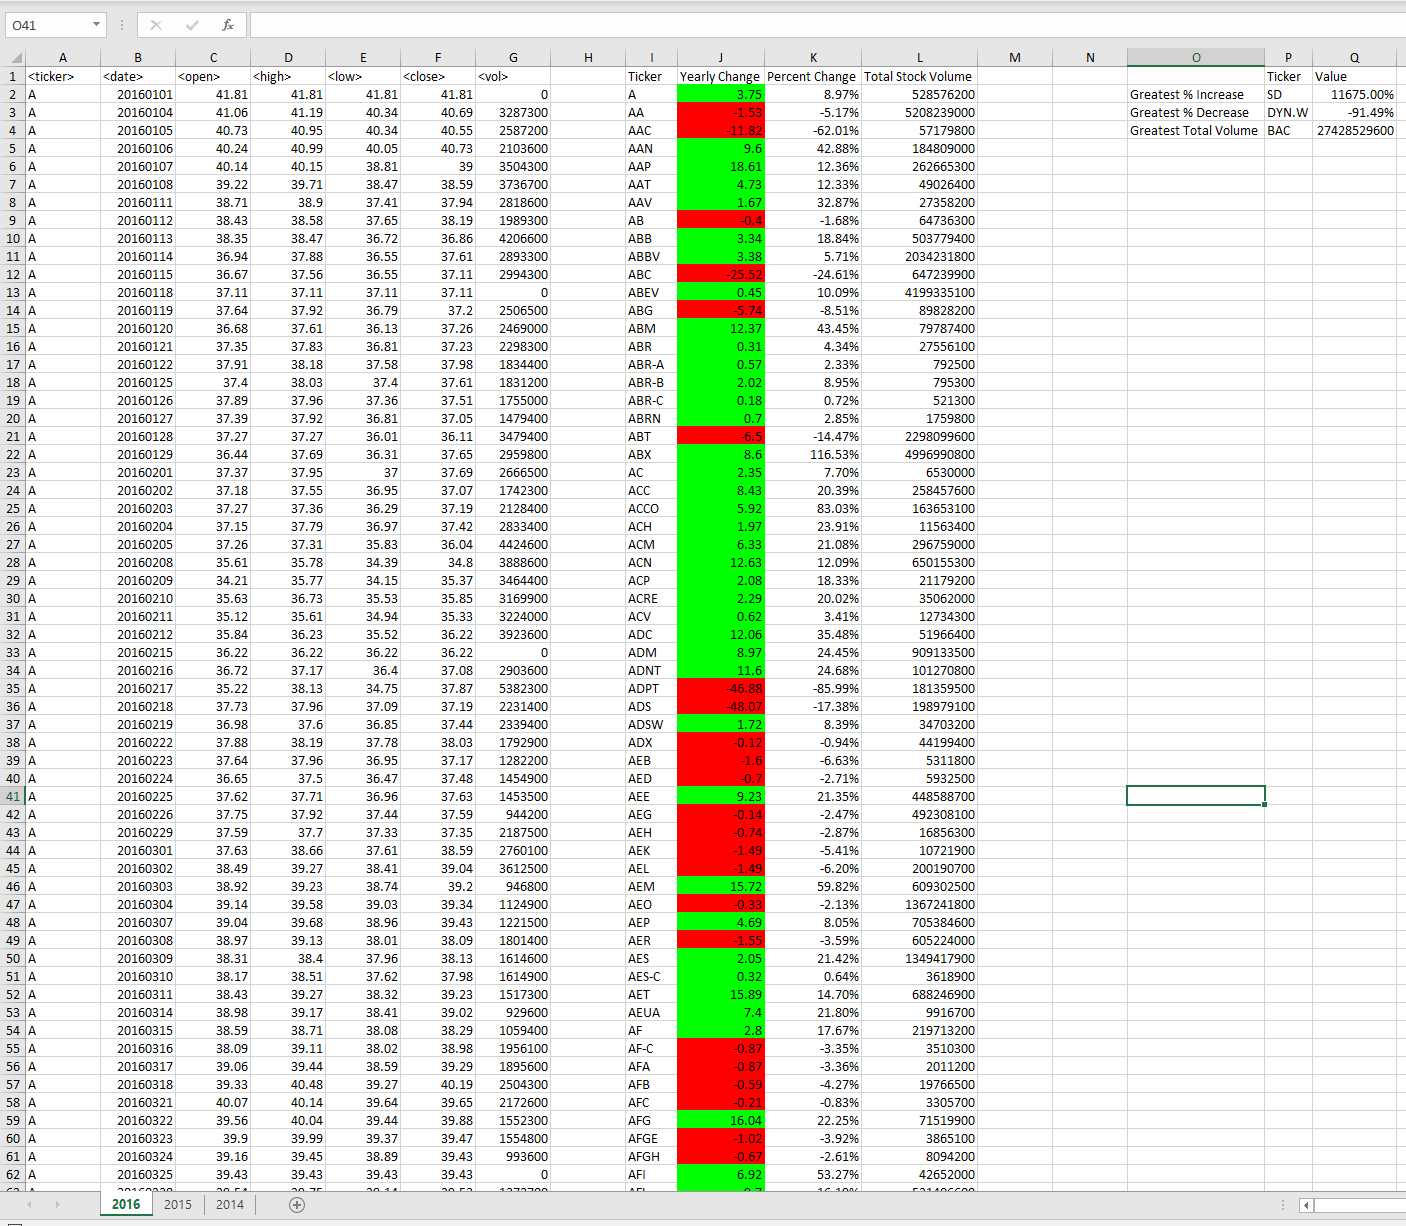 O41
fx
A B C D E F G H I J K L M N O P Q
1 <ticker> <date> <open> <high> <low> <close> <vol> Ticker Yearly Change Percent Change Total Stock Volume Ticker Value
2 A 20160101 41.81 41.81 41.81 41.81 0 A 3.75 8.97% 528576200 Greatest % Increase SD 11675.00%
3 A 20160104 41.06 41.19 40.34 40.69 3287300 AA -1.53 -5.17% 5208239000 Greatest % Decrease DYN.W -91.49%
4 A 20160105 40.73 40.95 40.34 40.55 2587200 AAC -11.82 -62.01% 57179800 Greatest Total Volume BAC 27428529600
5 A 20160106 40.24 40.99 40.05 40.73 2103600 AAN 9.6 42.88% 184809000
6 A 20160107 40.14 40.15 38.81 39 3504300 AAP 18.61 12.36% 262665300
7 A 20160108 39.22 39.71 38.47 38.59 3736700 AAT 4.73 12.33% 49026400
8 A 20160111 38.71 38.9 37.41 37.94 2818600 AAV 1.67 32.87% 27358200
9 A 20160112 38.43 38.58 37.65 38.19 1989300 AB -0.4 -1.68% 64736300
10 A 20160113 38.35 38.47 36.72 36.86 4206600 ABB 3.34 18.84% 503779400
11 A 20160114 36.94 37.88 36.55 37.61 2893300 ABBV 3.38 5.71% 2034231800
12 A 20160115 36.67 37.56 36.55 37.11 2994300 ABC -25.52 -24.61% 647239900
13 A 20160118 37.11 37.11 37.11 37.11 0 ABEV 0.45 10.09% 4199335100
14 A 20160119 37.64 37.92 36.79 37.2 2506500 ABG -5.74 -8.51% 89828200
15 A 20160120 36.68 37.61 36.13 37.26 2469000 ABM 12.37 43.45% 79787400
16 A 20160121 37.35 37.83 36.81 37.23 2298300 ABR 0.31 4.34% 27556100
17 A 20160122 37.91 38.18 37.58 37.98 1834400 ABR-A 0.57 2.33% 792500
18 A 20160125 37.4 38.03 37.4 37.61 1831200 ABR-B 2.02 8.95% 795300
19 A 20160126 37.89 37.96 37.36 37.51 1755000 ABR-C 0.18 0.72% 521300
20 A 20160127 37.39 37.92 36.81 37.05 1479400 ABRN 0.7 2.85% 1759800
21 A 20160128 37.27 37.27 36.01 36.11 3479400 ABT -6.5 -14.47% 2298099600
22 A 20160129 36.44 37.69 36.31 37.65 2959800 ABX 8.6 116.53% 4996990800
23 A 20160201 37.37 37.95 37 37.69 2666500 AC 2.35 7.70% 6530000
24 A 20160202 37.18 37.55 36.95 37.07 1742300 ACC 8.43 20.39% 258457600
25 A 20160203 37.27 37.36 36.29 37.19 2128400 ACCO 5.92 83.03% 163653100
26 A 20160204 37.15 37.79 36.97 37.42 2833400 ACH 1.97 23.91% 11563400
27 A 20160205 37.26 37.31 35.83 36.04 4424600 ACM 6.33 21.08% 296759000
28 A 20160208 35.61 35.78 34.39 34.8 3888600 ACN 12.63 12.09% 650155300
29 A 20160209 34.21 35.77 34.15 35.37 3464400 ACP 2.08 18.33% 21179200
30 A 20160210 35.63 36.73 35.53 35.85 3169900 ACRE 2.29 20.02% 35062000
31 A 20160211 35.12 35.61 34.94 35.33 3224000 ACV 0.62 3.41% 12734300
32 A 20160212 35.84 36.23 35.52 36.22 3923600 ADC 12.06 35.48% 51966400
33 A 20160215 36.22 36.22 36.22 36.22 0 ADM 8.97 24.45% 909133500
34 A 20160216 36.72 37.17 36.4 37.08 2903600 ADNT 11.6 24.68% 101270800
35 A 20160217 35.22 38.13 34.75 37.87 5382300 ADPT -46.88 -85.99% 181359500
36 A 20160218 37.73 37.96 37.09 37.19 2231400 ADS -48.07 -17.38% 198979100
37 A 20160219 36.98 37.6 36.85 37.44 2339400 ADSW 1.72 8.39% 34703200
38 A 20160222 37.88 38.19 37.78 38.03 1792900 ADX -0.12 -0.94% 44199400
39 A 20160223 37.64 37.96 36.95 37.17 1282200 AEB -1.6 -6.63% 5311800
40 A 20160224 36.65 37.5 36.47 37.48 1454900 AED -0.7 -2.71% 5932500
41 A 20160225 37.62 37.71 36.96 37.63 1453500 AEE 9.23 21.35% 448588700
42 A 20160226 37.75 37.92 37.44 37.59 944200 AEG -0.14 -2.47% 492308100
43 A 20160229 37.59 37.7 37.33 37.35 2187500 AEH -0.74 -2.87% 16856300
44 A 20160301 37.63 38.66 37.61 38.59 2760100 AEK -1.49 -5.41% 10721900
45 A 20160302 38.49 39.27 38.41 39.04 3612500 AEL -1.49 -6.20% 200190700
46 A 20160303 38.92 39.23 38.74 39.2 946800 AEM 15.72 59.82% 609302500
47 A 20160304 39.14 39.58 39.03 39.34 1124900 AEO -0.33 -2.13% 1367241800
48 A 20160307 39.04 39.68 38.96 39.43 1221500 AEP 4.69 8.05% 705384600
49 A 20160308 38.97 39.13 38.01 38.09 1801400 AER -1.55 -3.59% 605224000
50 A 20160309 38.31 38.4 37.96 38.13 1614600 AES 2.05 21.42% 1349417900
51 A 20160310 38.17 38.51 37.62 37.98 1614900 AES-C 0.32 0.64% 3618900
52 A 20160311 38.43 39.27 38.32 39.23 1517300 AET 15.89 14.70% 688246900
53 A 20160314 38.98 39.17 38.41 39.02 929600 AEUA 7.4 21.80% 9916700
54 A 20160315 38.59 38.71 38.08 38.29 1059400 AF 2.8 17.67% 219713200
55 A 20160316 38.09 39.11 38.02 38.98 1956100 AF-C -0.87 -3.35% 3510300
56 A 20160317 39.06 39.44 38.59 39.29 1895600 AFA -0.87 -3.36% 2011200
57 A 20160318 39.33 40.48 39.27 40.19 2504300 AFB -0.59 -4.27% 19766500
58 A 20160321 40.07 40.14 39.64 39.65 2172600 AFC -0.21 -0.83% 3305700
59 A 20160322 39.56 40.04 39.44 39.88 1552300 AFG 16.04 22.25% 71519900
60 A 20160323 39.9 39.99 39.37 39.47 1554800 AFGE -1.02 -3.92% 3865100
61 A 20160324 39.16 39.45 38.89 39.43 993600 AFGH -0.67 -2.61% 8094200
62 A 20160325 39.43 39.43 39.43 39.43 0 AFI 6.92 53.27% 42652000
2016 2015 2014